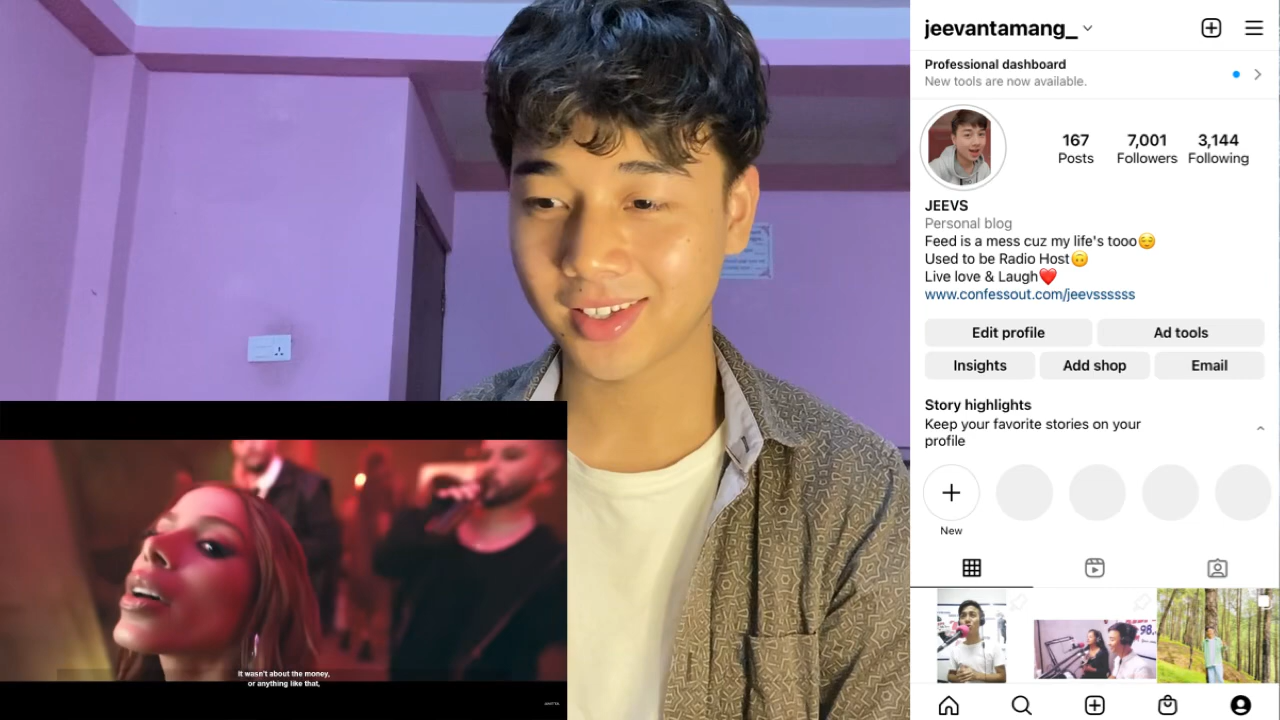 jeevantamang_
Professional dashboard
New tools are now available.
167
Posts
7,001
Followers
3,144
Following
JEEVS
Personal blog
Feed is a mess cuz my life's tooo😌
Used to be Radio Host🙃
Live love & Laugh❤️
www.confessout.com/jeevssssss
Edit profile
Ad tools
Insights
Add shop
Email
Story highlights
Keep your favorite stories on your
profile
New
98.
It wasn't about the money,
or anything like that,